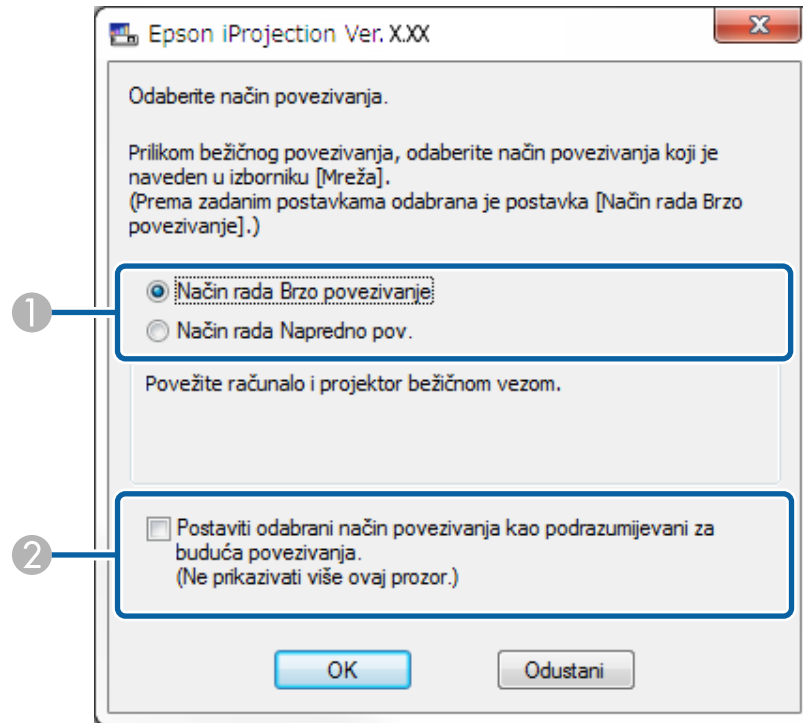 Epson iProjection Ver. X.XX
Odaberite način povezivanja.
Prilikom bežičnog povezivanja, odaberite način povezivanja koji je
naveden u izborniku [Mreža].
(Prema zadanim postavkama odabrana je postavka [Način rada Brzo
povezivanje].)
1
Način rada Brzo povezivanje
Način rada Napredno pov.
Povežite računalo i projektor bežičnom vezom.
2
Postaviti odabrani način povezivanja kao podrazumijevani za
buduća povezivanja.
(Ne prikazivati više ovaj prozor.)
OK
Odustani